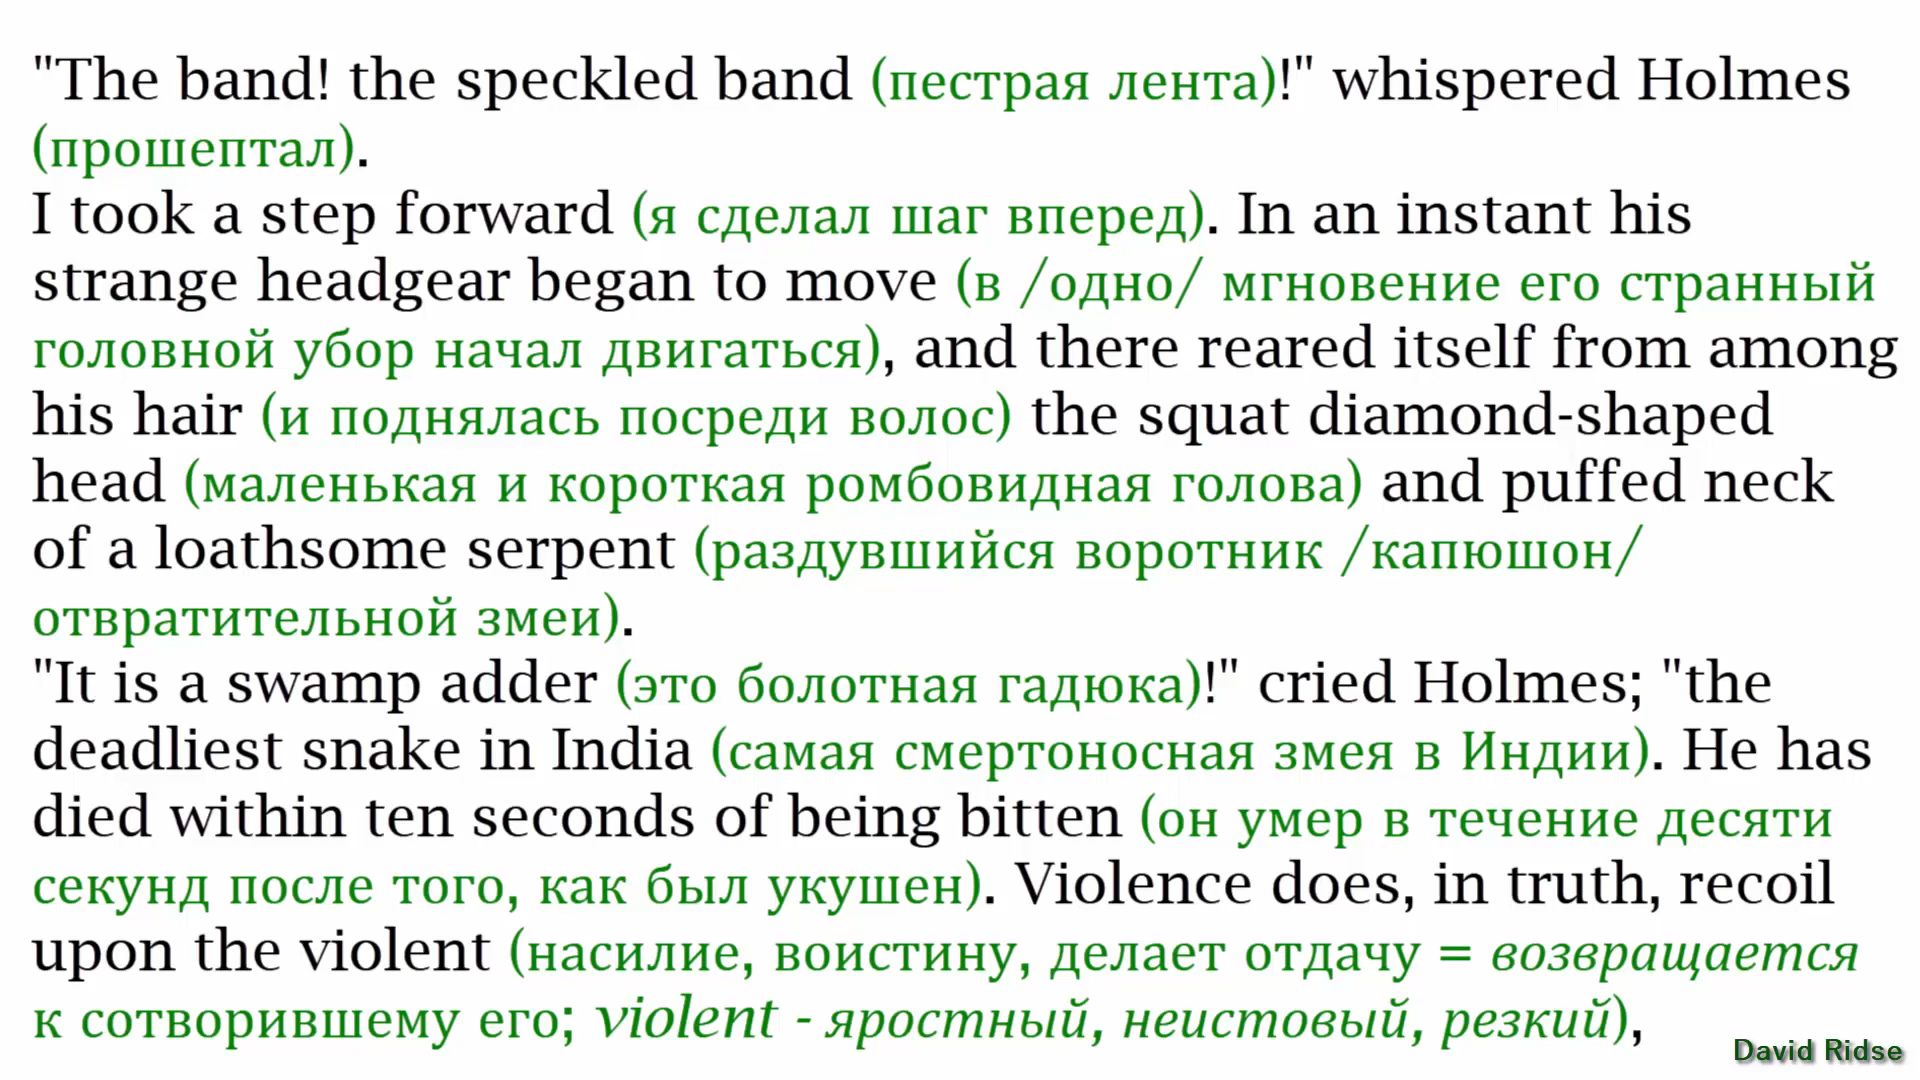 "The band! the speckled band (пестрая лента)!" whispered Holmes
(прошептал).
I took a step forward (я сделал шаг вперед). In an instant his
strange headgear began to move (в /одно/ мгновение его странный
головной убор начал двигаться), and there reared itself from among
his hair (и поднялась посреди волос) the squat diamond-shaped
head (маленькая и короткая ромбовидная голова) and puffed neck
of a loathsome serpent (раздувшийся воротник /капюшон/
отвратительной змеи).
"It is a swamp adder (это болотная гадюка)!" cried Holmes; "the
deadliest snake in India (самая смертоносная змея в Индии). He has
died within ten seconds of being bitten (он умер в течение десяти
секунд после того, как был укушен). Violence does, in truth, recoil
upon the violent (насилие, воистину, делает отдачу = возвращается
к сотворившему его; violent - яростный, неистовый, резкий),
David Ridse